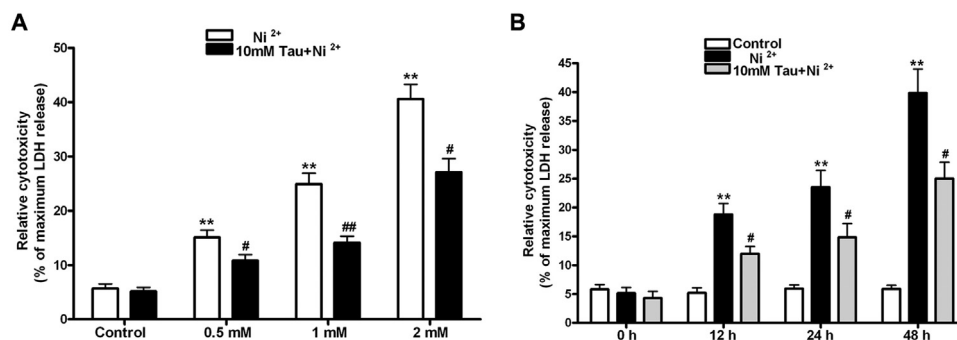 A
Ni 2+
10mM Tau+Ni 2+
Relative cytotoxicity
(% of maximum LDH release)
50
40
30
20
10
0
**
#
**
##
**
#
Control
0.5 mM
1 mM
2 mM
B
Control
Ni 2+
10mM Tau+Ni 2+
Relative cytotoxicity
(% of maximum LDH release)
45
40
35
30
25
20
15
10
5
0
**
#
**
#
**
#
0 h
12 h
24 h
48 h